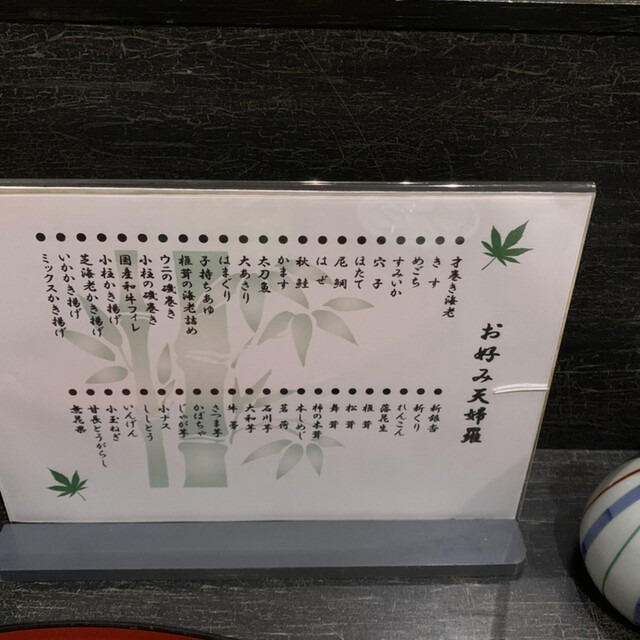 お好み天婦羅
●才巻き海老
●きす
●めごち
●すみいか
●穴子
●ほたて
●尼鯛
●はぜ
●秋鮭
●かます
●太刀魚
●大あさり
●はまぐり
●子持ちあゆ
●椎茸の海老詰め
●ウニの磯巻き
●小柱の磯巻き
●国産和牛フィレ
●小柱かき揚げ
●芝海老かき揚げ
●いかかき揚げ
●ミックスかき揚げ
●新銀杏
●新ぐり
●れんこん
●落花生
●椎茸
●松茸
●舞茸
●柿の木茸
●本しめじ
●茗荷
●石川芋
●大和芋
●牛蒡
●さつま芋
●かぼちゃ
●じゃが芋
●小ナス
●ししとう
●いんげん
●小玉ねぎ
●甘長とうがらし
●無花果